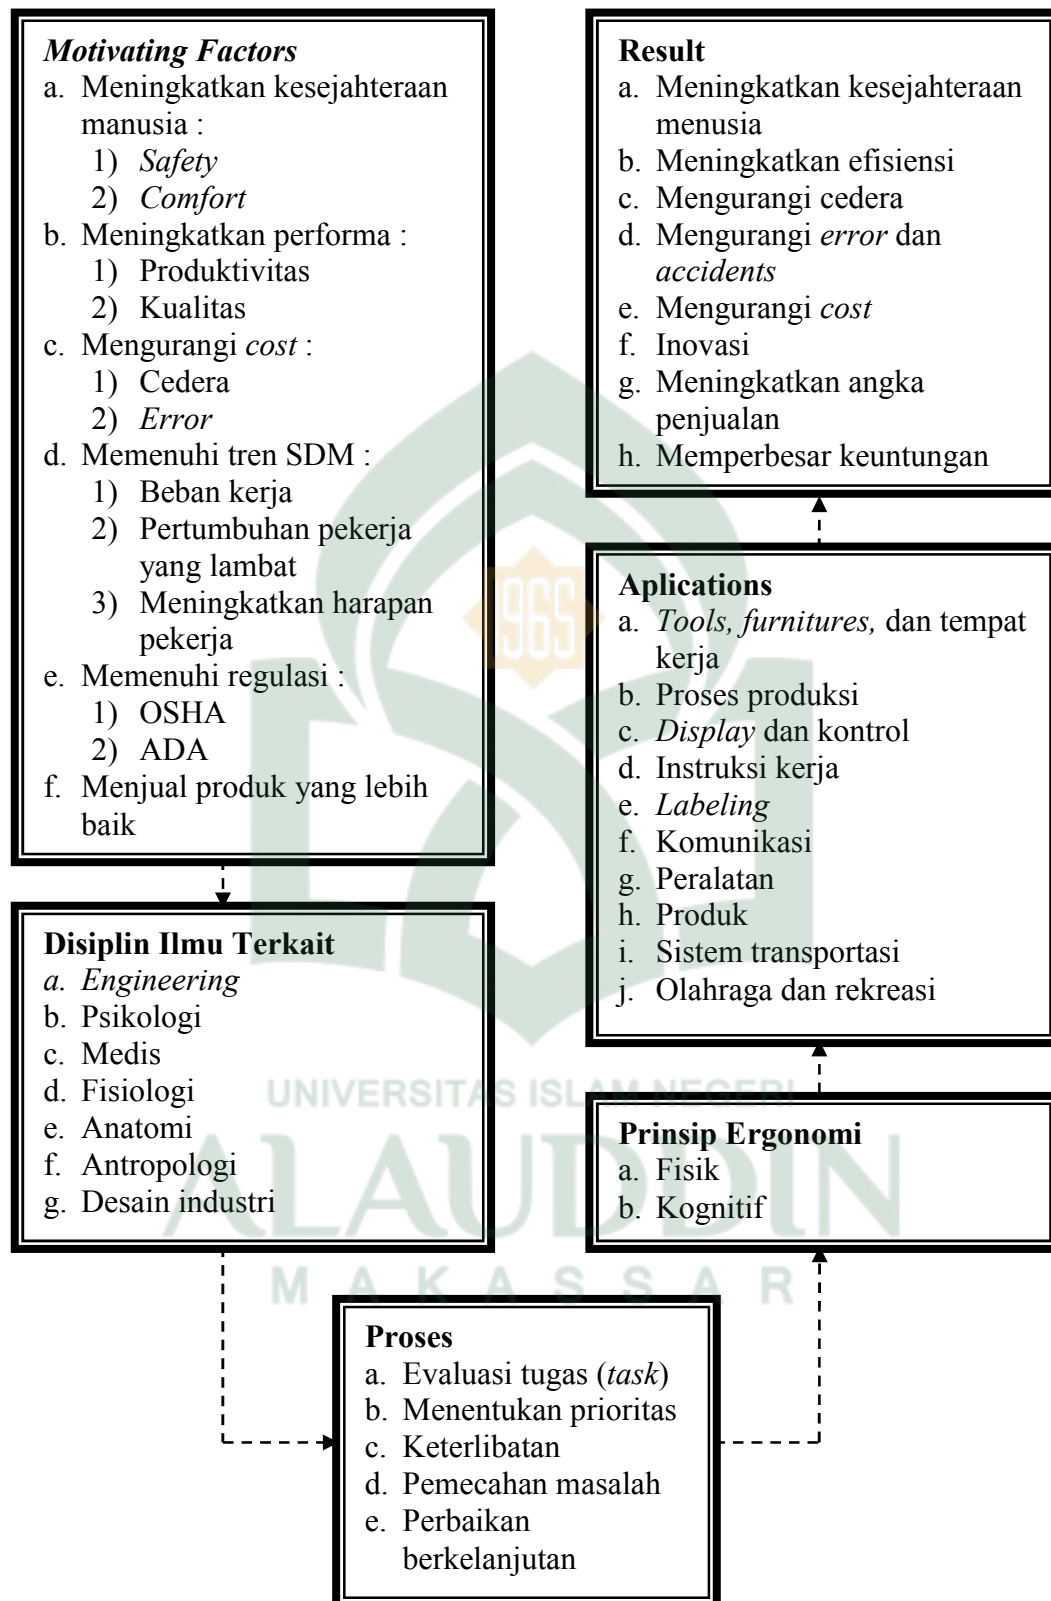 Motivating Factors
a. Meningkatkan kesejahteraan
manusia :
1) Safety
2) Comfort
b. Meningkatkan performa :
1) Produktivitas
2) Kualitas
c. Mengurangi cost :
1) Cedera
2) Error
d. Memenuhi tren SDM :
1) Beban kerja
2) Pertumbuhan pekerja
yang lambat
3) Meningkatkan harapan
pekerja
e. Memenuhi regulasi :
1) OSHA
2) ADA
f. Menjual produk yang lebih
baik
Disiplin Ilmu Terkait
a. Engineering
b. Psikologi
c. Medis
d. Fisiologi
e. Anatomi
f. Antropologi
g. Desain industri
Proses
a. Evaluasi tugas (task)
b. Menentukan prioritas
c. Keterlibatan
d. Pemecahan masalah
e. Perbaikan
berkelanjutan
Prinsip Ergonomi
a. Fisik
b. Kognitif
Aplications
a. Tools, furnitures, dan tempat
kerja
b. Proses produksi
c. Display dan kontrol
d. Instruksi kerja
e. Labeling
f. Komunikasi
g. Peralatan
h. Produk
i. Sistem transportasi
j. Olahraga dan rekreasi
Result
a. Meningkatkan kesejahteraan
menusia
b. Meningkatkan efisiensi
c. Mengurangi cedera
d. Mengurangi error dan
accidents
e. Mengurangi cost
f. Inovasi
g. Meningkatkan angka
penjualan
h. Memperbesar keuntungan
1965
UNIVERSITAS ISLAM NEGERI
ALAUDDIN
MAKASSAR